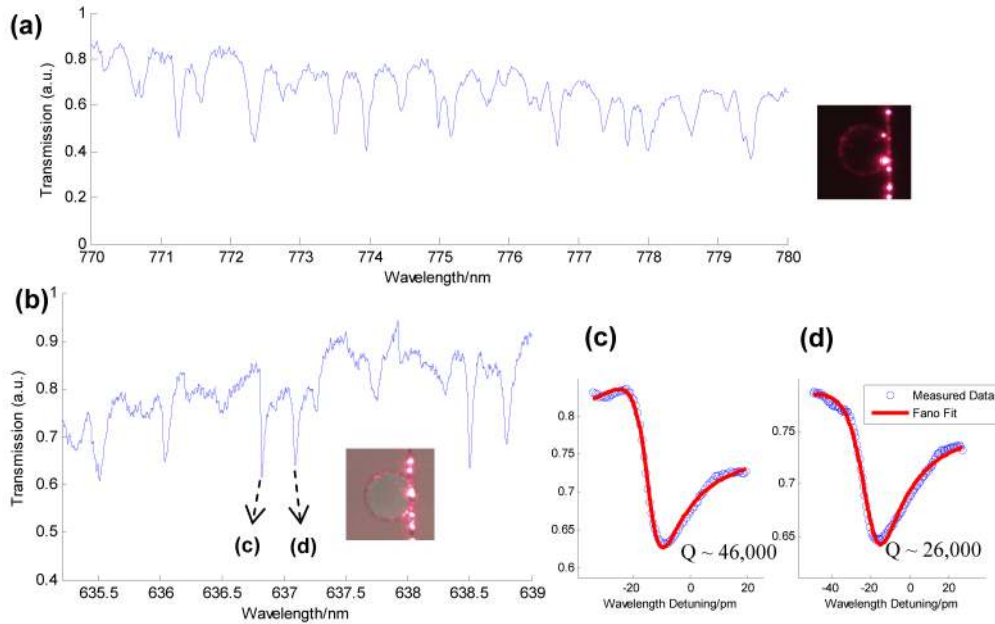 (a)
Transmission (a.u.)
1
0.8
0.6
0.4
0.2
0
770 771 772 773 774 775 776 777 778 779 780
Wavelength/nm
(b)
Transmission (a.u.)
1
0.9
0.8
0.7
0.6
0.5
0.4
635.5 636 636.5 637 637.5 638 638.5 639
Wavelength/nm
(c) (d)
(c)
0.8
0.75
0.7
0.65
0.6
-20 0 20
Wavelength Detuning/pm
Q ~ 46,000
(d)
Measured Data
Fano Fit
0.75
0.7
0.65
-50 -40 -20 0 20
Wavelength Detuning/pm
Q ~ 26,000